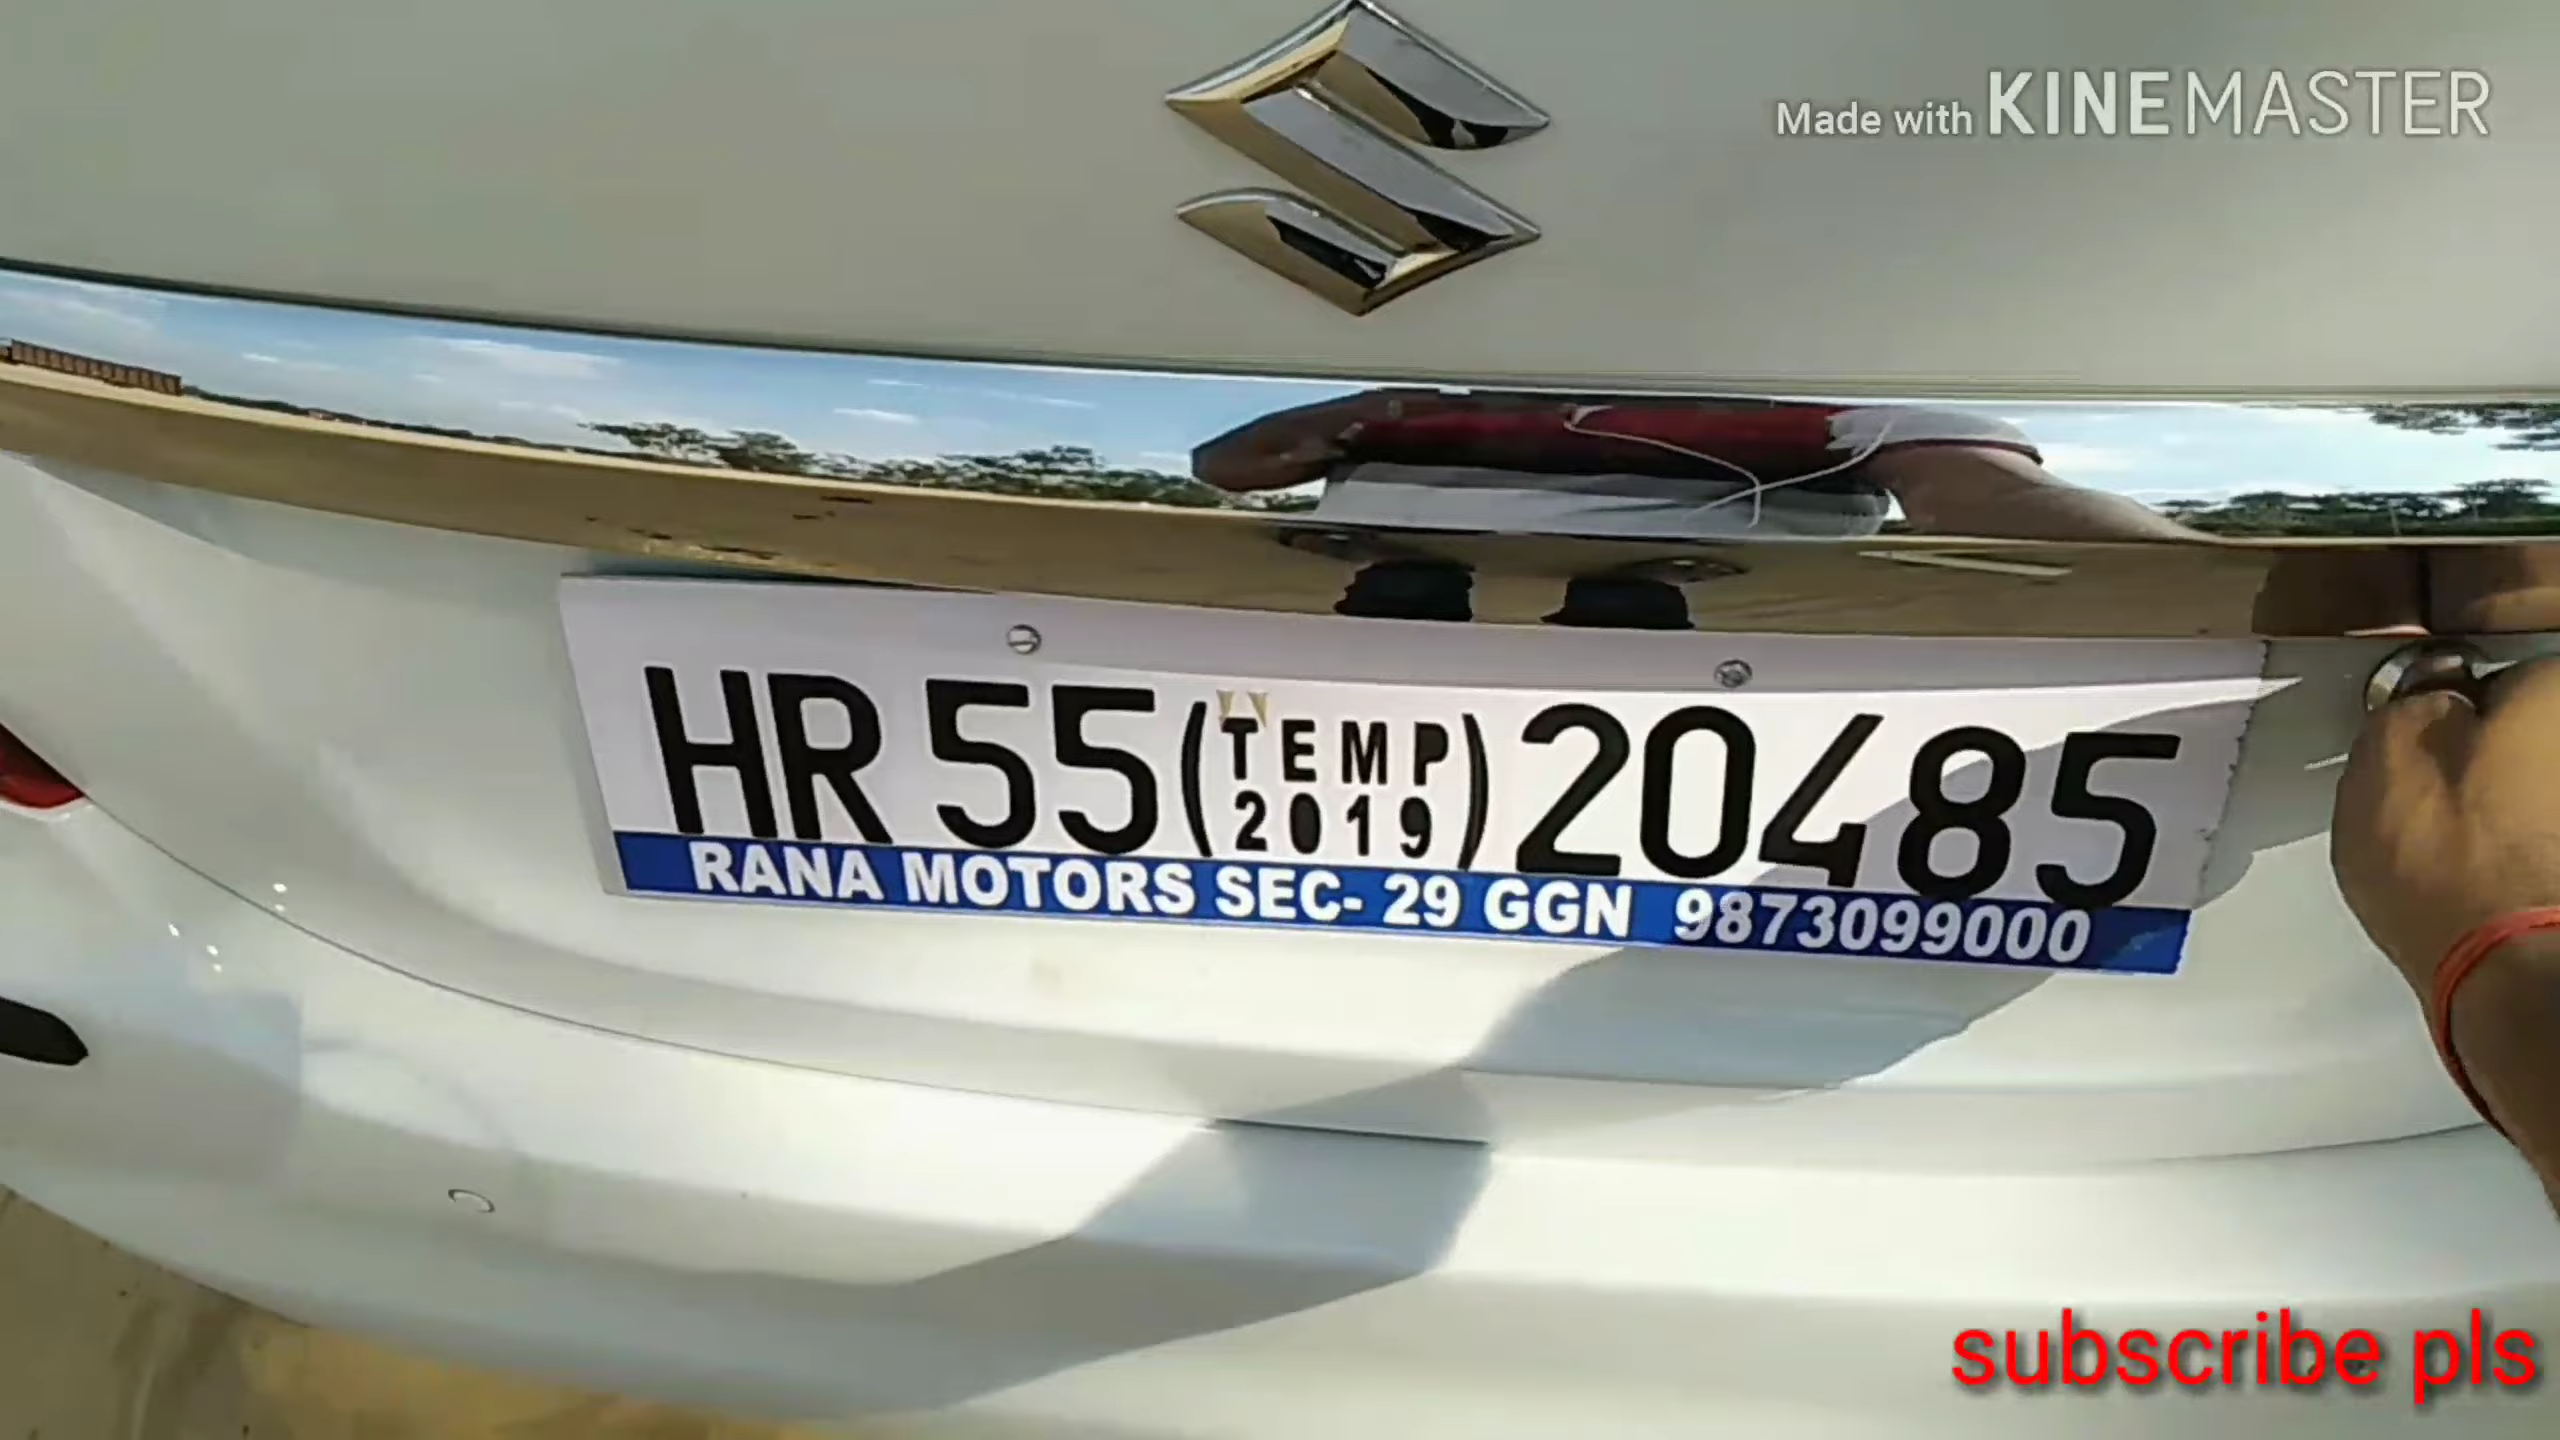 Made with KINEMASTER
HR 55 (TEMP 2019) 20485
RANA MOTORS SEC- 29 GGN 9873099000
subscribe pls